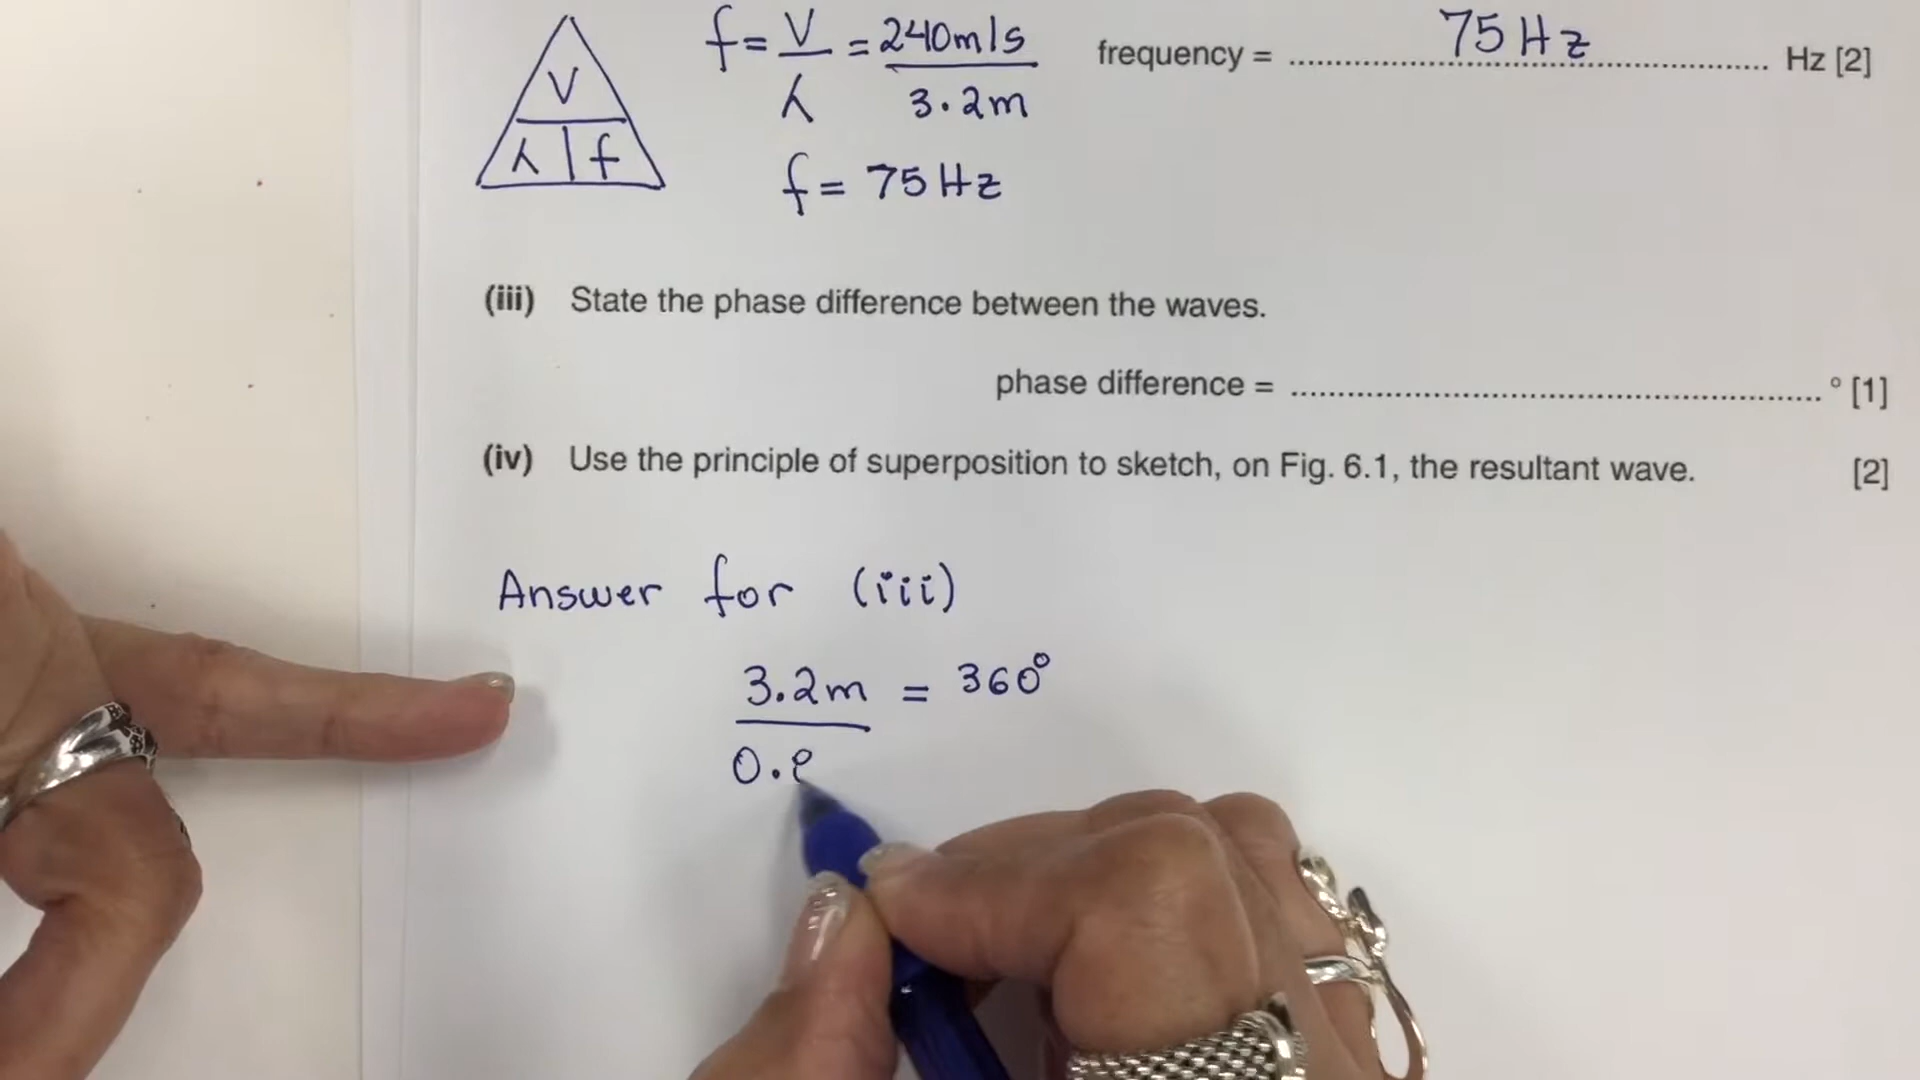 f = V/λ = 240m/s / 3.2m
frequency = 75 Hz Hz [2]
V
λ f
f = 75 Hz
(iii) State the phase difference between the waves.
phase difference = ° [1]
(iv) Use the principle of superposition to sketch, on Fig. 6.1, the resultant wave. [2]
Answer for (iii)
3.2m = 360°
0.